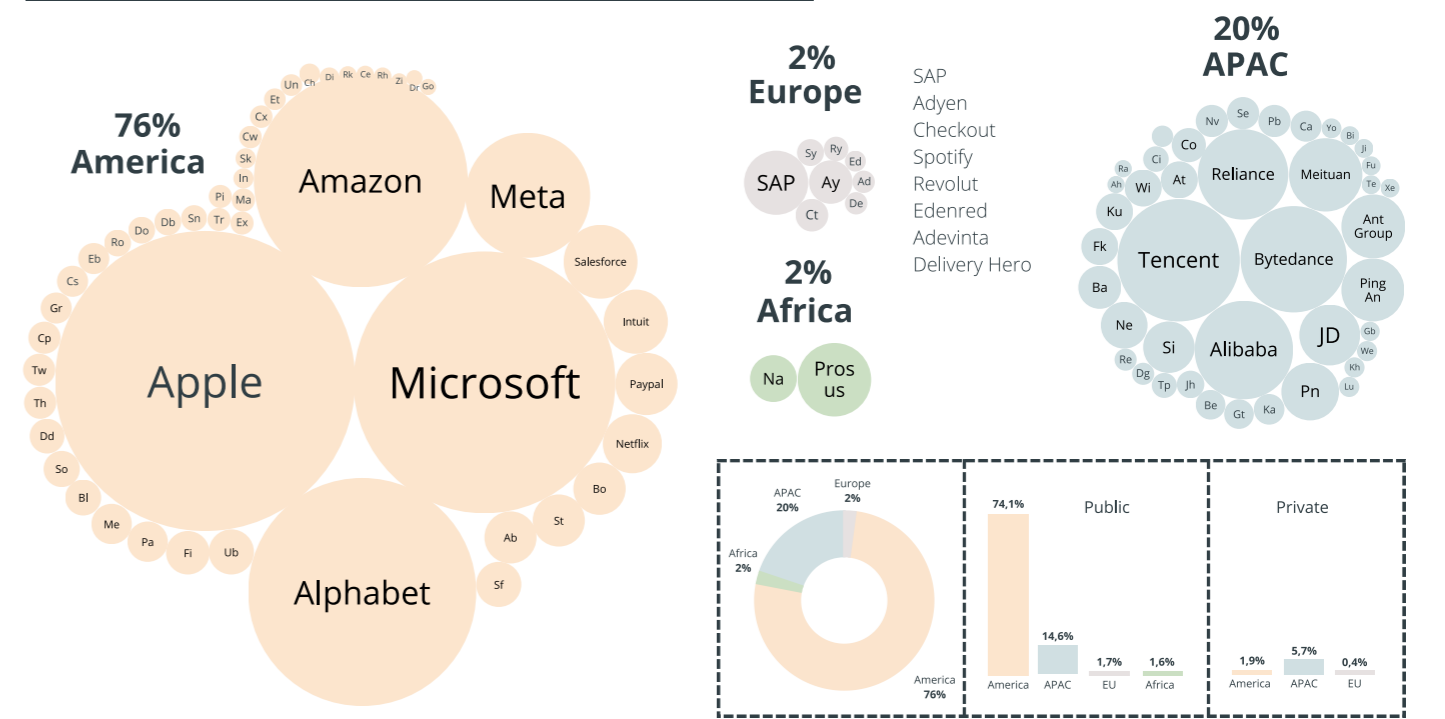 76%
America
Un
Ch
Di
Rk
Ce
Rh
Zi
Dr
Go
Et
Cx
Cw
Sk
In
Ma
Pi
Ex
Tr
Sn
Db
Do
Ro
Eb
Cs
Gr
Cp
Tw
Th
Dd
So
Bl
Me
Pa
Fi
Ub
Amazon
Meta
Apple
Microsoft
Alphabet
Salesforce
Intuit
Paypal
Netflix
Bo
St
Ab
Sf
2%
Europe
Sy
Ry
Ed
SAP
Ay
Ad
De
Ct
SAP
Adyen
Checkout
Spotify
Revolut
Edenred
Adevinta
Delivery Hero
2%
Africa
Na
Pros
us
20%
APAC
Nv
Se
Pb
Ca
Yo
Bi
Ji
Fu
Te
Xe
Co
Ci
Ra
Ah
Wi
At
Ku
Fk
Ba
Ne
Re
Dg
Tp
Jh
Be
Gt
Ka
Si
Reliance
Meituan
Ant
Group
Tencent
Bytedance
Ping
An
Alibaba
JD
Gb
We
Kh
Lu
Pn
APAC
20%
Europe
2%
Africa
2%
America
76%
Public
74,1%
14,6%
1,7%
1,6%
America
APAC
EU
Africa
Private
1,9%
5,7%
0,4%
America
APAC
EU